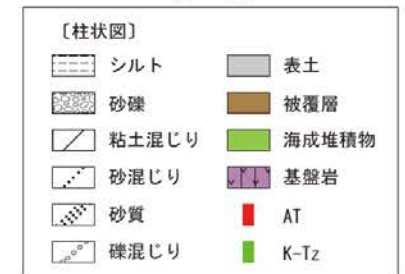 〔柱状図〕
シルト
砂礫
粘土混じり
砂混じり
砂質
礫混じり
表土
被覆層
海成堆積物
基盤岩
AT
K-Tz